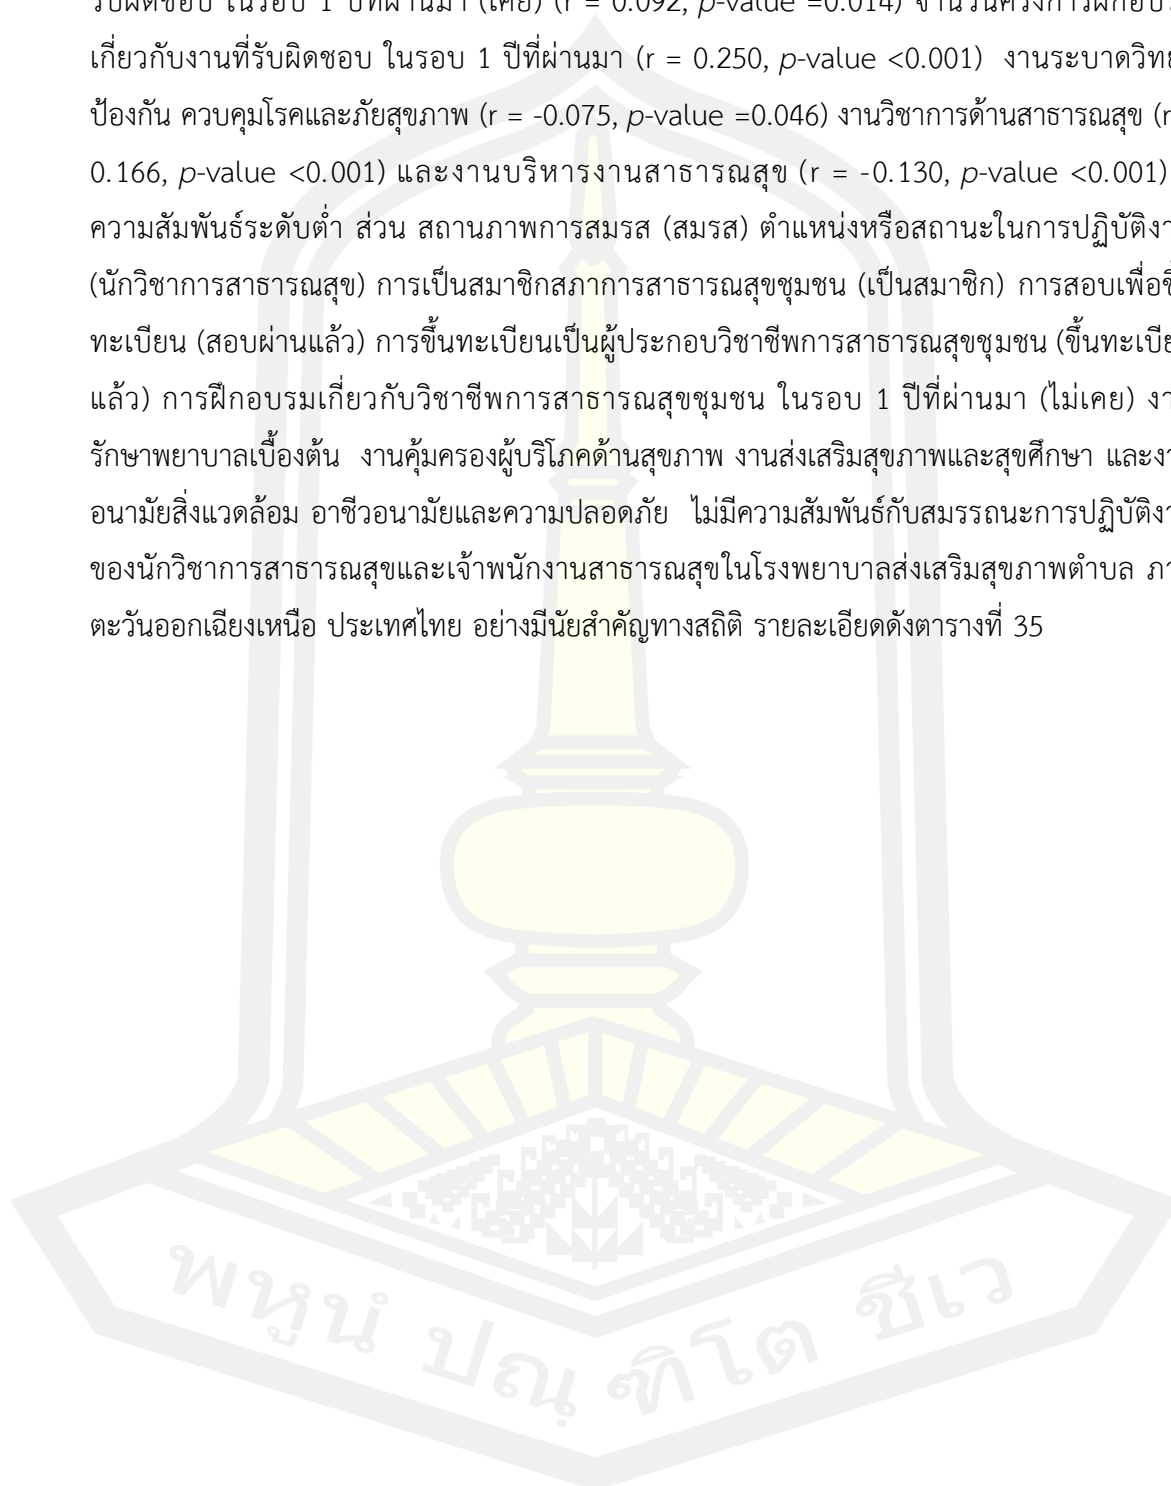 รับผิดชอบ ในรอบ 1 ปีที่ผ่านมา (เคย) (r = 0.092, p-value =0.014) จำนวนครั้งการฝึกอบร
เกี่ยวกับงานที่รับผิดชอบ ในรอบ 1 ปีที่ผ่านมา (r = 0.250, p-value <0.001) งานระบาดวิทย
ป้องกัน ควบคุมโรคและภัยสุขภาพ (r = -0.075, p-value =0.046) งานวิชาการด้านสาธารณสุข (r
0.166, p-value <0.001) และงานบริหารงานสาธารณสุข (r = -0.130, p-value <0.001)
ความสัมพันธ์ระดับต่ำ ส่วน สถานภาพการสมรส (สมรส) ตำแหน่งหรือสถานะในการปฏิบัติงา
(นักวิชาการสาธารณสุข) การเป็นสมาชิกสภาการสาธารณสุขชุมชน (เป็นสมาชิก) การสอบเพื่อขึ้
ทะเบียน (สอบผ่านแล้ว) การขึ้นทะเบียนเป็นผู้ประกอบวิชาชีพการสาธารณสุขชุมชน (ขึ้นทะเบีย
แล้ว) การฝึกอบรมเกี่ยวกับวิชาชีพการสาธารณสุขชุมชน ในรอบ 1 ปีที่ผ่านมา (ไม่เคย) งา
รักษาพยาบาลเบื้องต้น งานคุ้มครองผู้บริโภคด้านสุขภาพ งานส่งเสริมสุขภาพและสุขศึกษา และงา
อนามัยสิ่งแวดล้อม อาชีวอนามัยและความปลอดภัย ไม่มีความสัมพันธ์กับสมรรถนะการปฏิบัติงา
ของนักวิชาการสาธารณสุขและเจ้าพนักงานสาธารณสุขในโรงพยาบาลส่งเสริมสุขภาพตำบล ภา
ตะวันออกเฉียงเหนือ ประเทศไทย อย่างมีนัยสำคัญทางสถิติ รายละเอียดดังตารางที่ 35
พหูนํ ปณฺฑิโต ชีเว